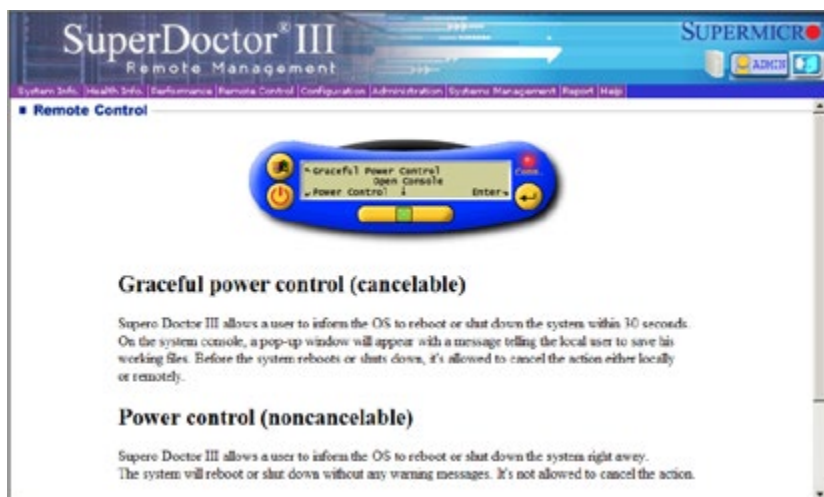 SuperDoctor® III
Remote Management
SUPERMICR
ADMIN
System Info. Health Info. Performance Remote Control Configuration Administration Systems Management Report Help
Remote Control
Graceful Power Control
Open Console
Power Control
Enter
Comm.
Graceful power control (cancelable)
Supero Doctor III allows a user to inform the OS to reboot or shut down the system within 30 seconds.
On the system console, a pop-up window will appear with a message telling the local user to save his
working files. Before the system reboots or shuts down, it's allowed to cancel the action either locally
or remotely.
Power control (noncancelable)
Supero Doctor III allows a user to inform the OS to reboot or shut down the system right away.
The system will reboot or shut down without any warning messages. It's not allowed to cancel the action.